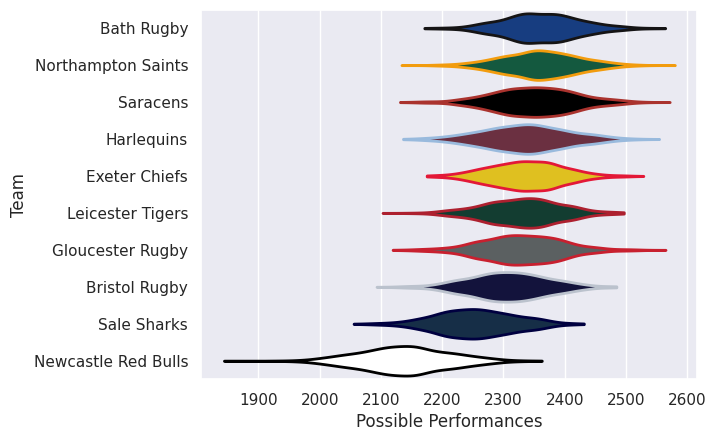 Team
Bath Rugby
Northampton Saints
Saracens
Harlequins
Exeter Chiefs
Leicester Tigers
Gloucester Rugby
Bristol Rugby
Sale Sharks
Newcastle Red Bulls
1900 2000 2100 2200 2300 2400 2500 2600
Possible Performances